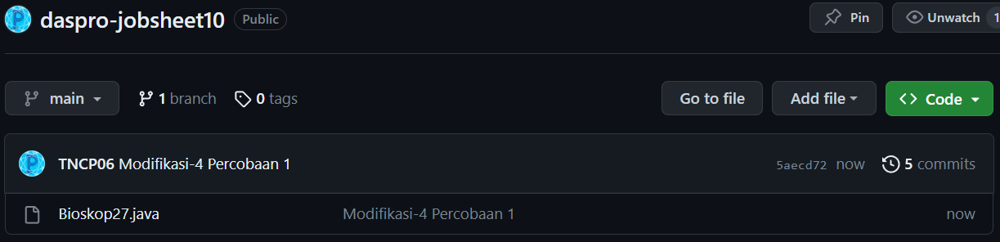 P daspro-jobsheet10 Public Pin Unwatch 1
main 1 branch 0 tags Go to file Add file <> Code
P TNCP06 Modifikasi-4 Percobaan 1 5aecd72 now 5 commits
Bioskop27.java Modifikasi-4 Percobaan 1 now